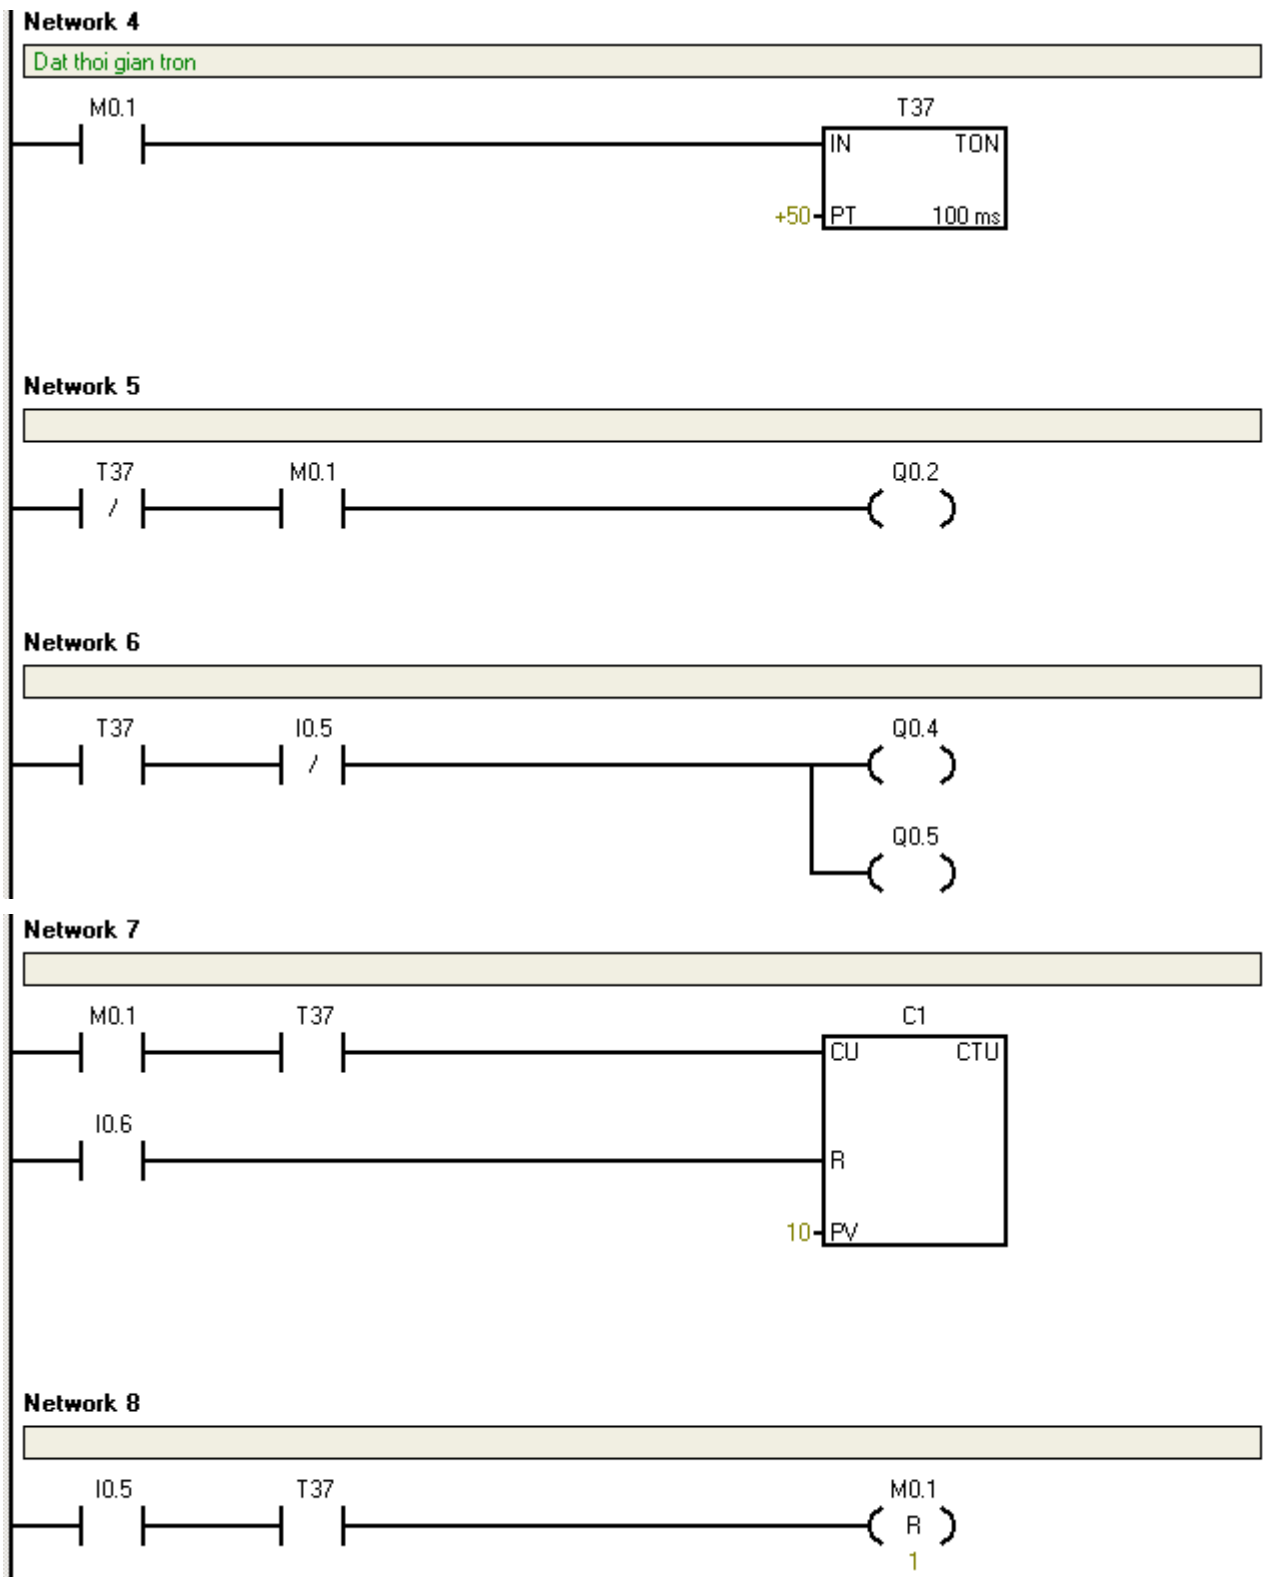 Network 4
Dat thoi gian tron
M0.1 T37
IN TON
+50 PT 100 ms
Network 5
T37 M0.1 Q0.2
/
Network 6
T37 I0.5 Q0.4
/
Q0.5
Network 7
M0.1 T37 C1
CU CTU
I0.6
R
10 PV
Network 8
I0.5 T37 M0.1
R
1